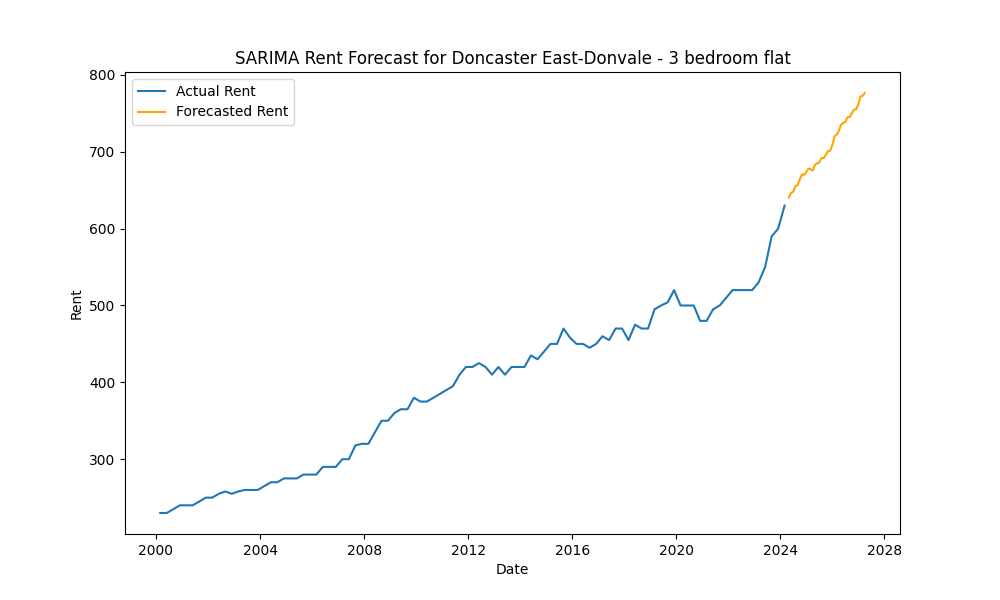 SARIMA Rent Forecast for Doncaster East-Donvale - 3 bedroom flat
Actual Rent
Forecasted Rent
800
700
600
500
400
300
Rent
2000 2004 2008 2012 2016 2020 2024 2028
Date